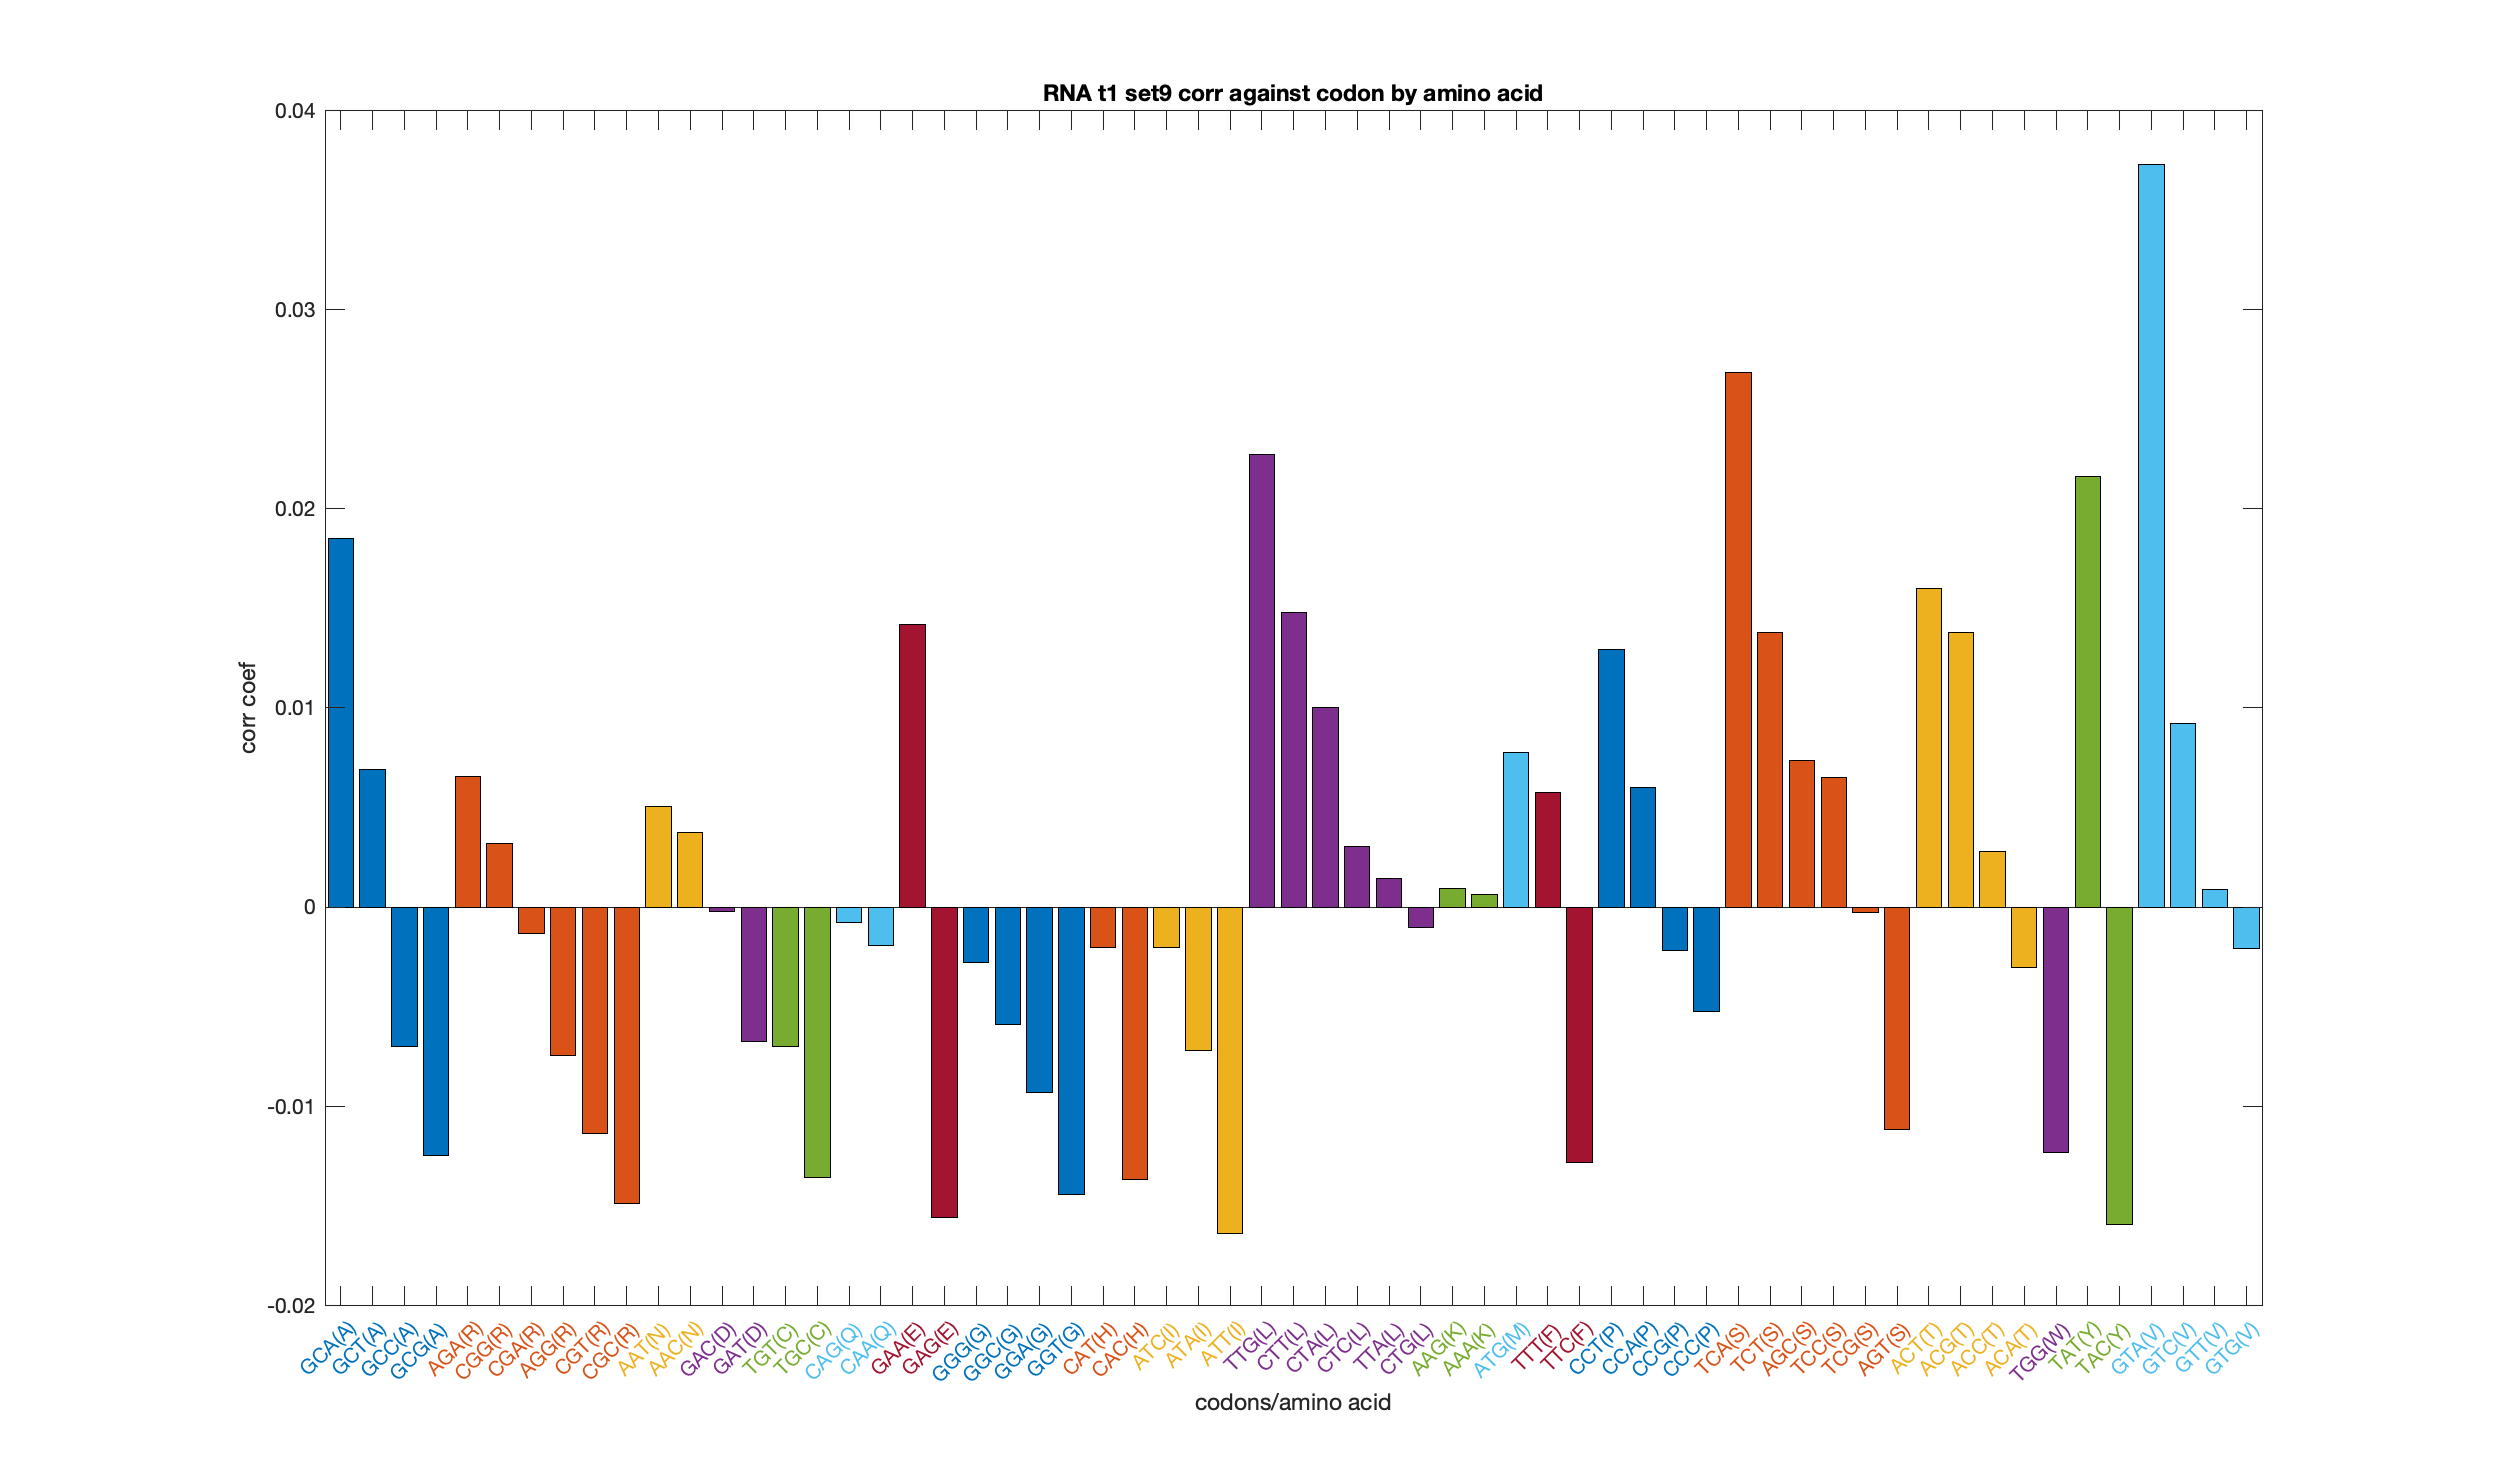 RNA t1 set9 corr against codon by amino acid
0.04
0.03
0.02
0.01
0
-0.01
-0.02
corr coef
GCA(A) GCT(A) GCC(A) GCG(A) AGA(R) CGG(R) CGA(R) AGG(R) CGT(R) CGC(R) AAT(N) AAC(N) GAC(D) GAT(D) TGT(C) TGC(C) CAG(Q) CAA(Q) GAA(E) GAG(E) GGG(G) GGC(G) GGA(G) GGT(G) CAT(H) CAC(H) ATC(I) ATA(I) ATT(I) TTG(L) CTT(L) CTA(L) CTC(L) TTA(L) CTG(L) AAG(K) AAA(K) ATG(M) TTT(F) TTC(F) CCT(P) CCA(P) CCG(P) CCC(P) TCA(S) TCT(S) AGC(S) TCC(S) TCG(S) AGT(S) ACT(T) ACG(T) ACC(T) ACA(T) TGG(W) TAT(Y) TAC(Y) GTA(V) GTC(V) GTT(V) GTG(V)
codons/amino acid